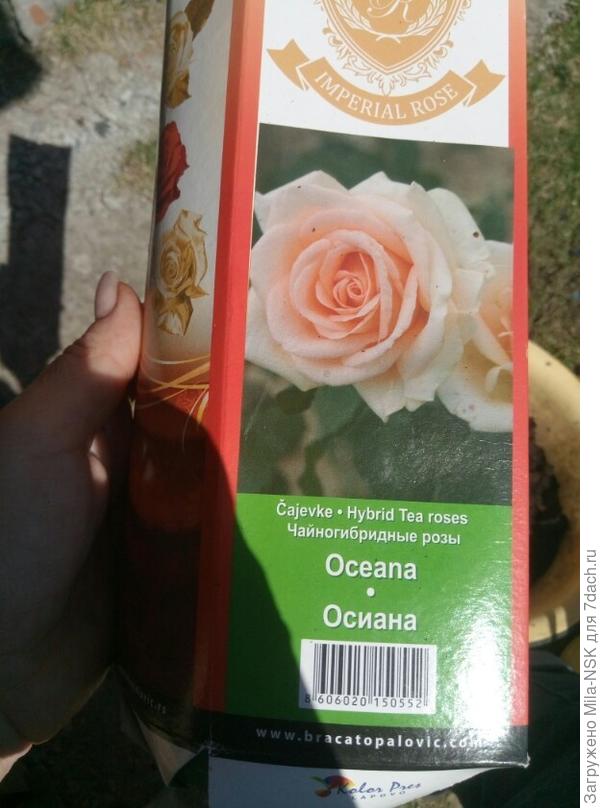 R
IMPERIAL ROSE
Čajevke • Hybrid Tea roses
Чайногибридные розы
Oceana
•
Осиана
8 606020 150552
www.bracatopalovic.com
Kolor Pres
Загружено Mila-NSK для 7dach.ru